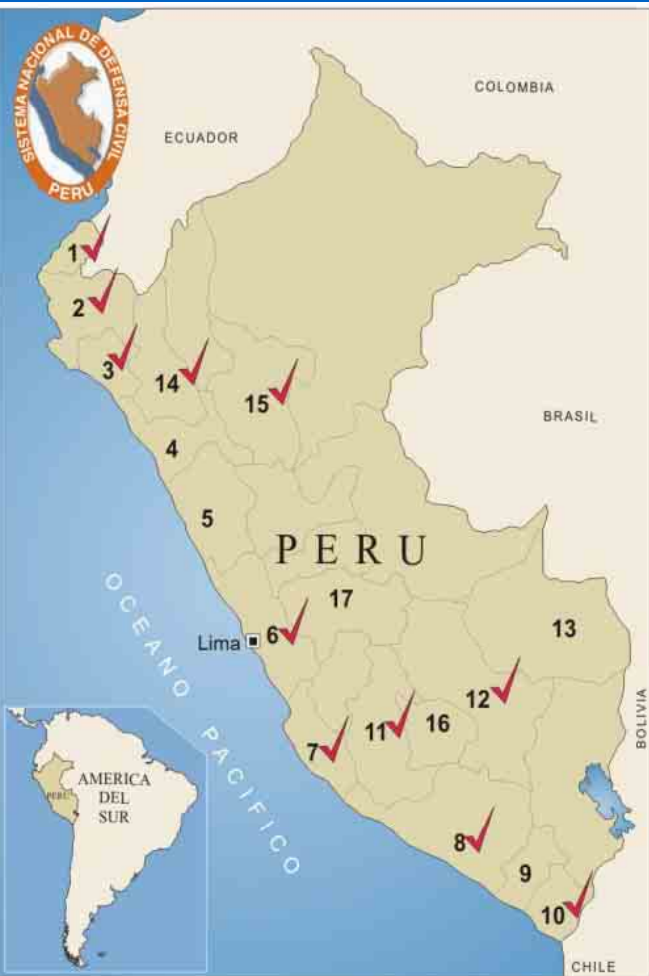 SISTEMA NACIONAL DE DEFENSA CIVIL
PERU
COLOMBIA
ECUADOR
1
2
3
14
15
BRASIL
4
5
PERU
17
13
Lima
6
OCEANO PACIFICO
12
BOLIVIA
11
16
7
AMERICA
DEL
SUR
PERU
8
9
10
CHILE